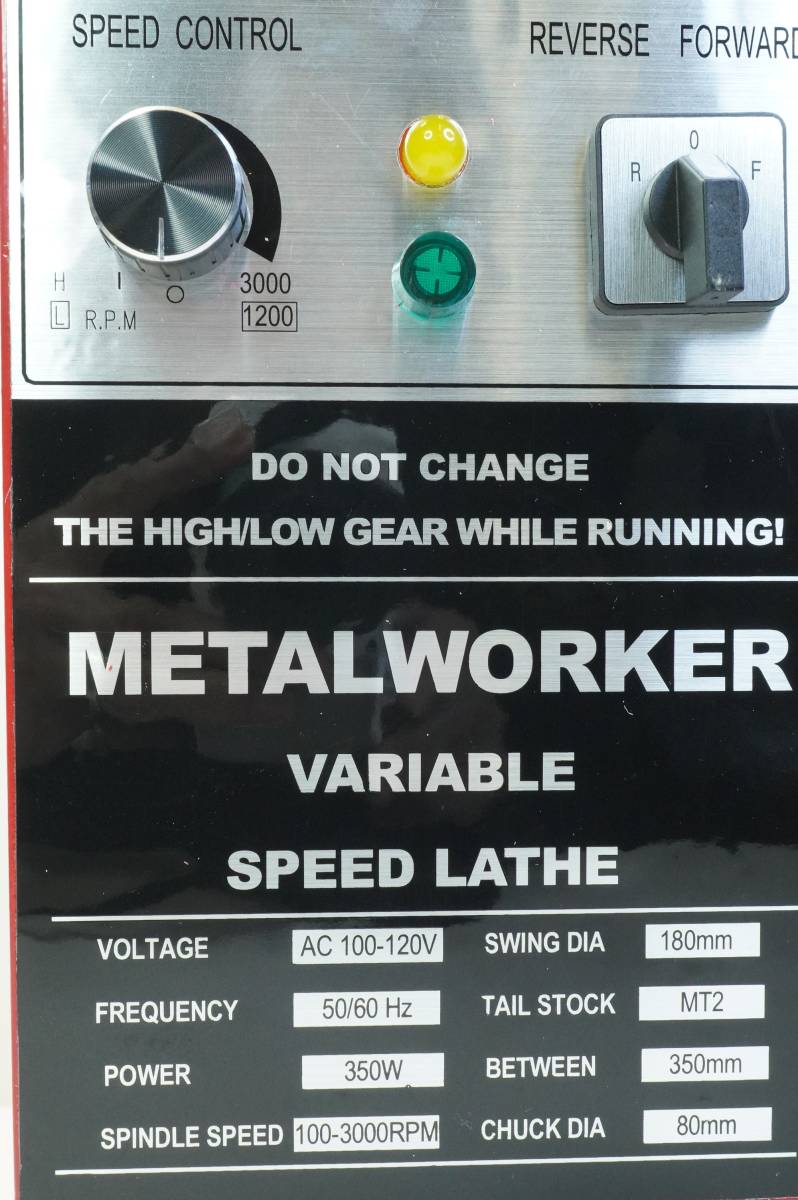 SPEED CONTROL
REVERSE FORWARD
O
R F
H I O 3000
L R.P.M 1200
DO NOT CHANGE
THE HIGH/LOW GEAR WHILE RUNNING!
METALWORKER
VARIABLE
SPEED LATHE
VOLTAGE AC 100-120V SWING DIA 180mm
FREQUENCY 50/60 Hz TAIL STOCK MT2
POWER 350W BETWEEN 350mm
SPINDLE SPEED 100-3000RPM CHUCK DIA 80mm